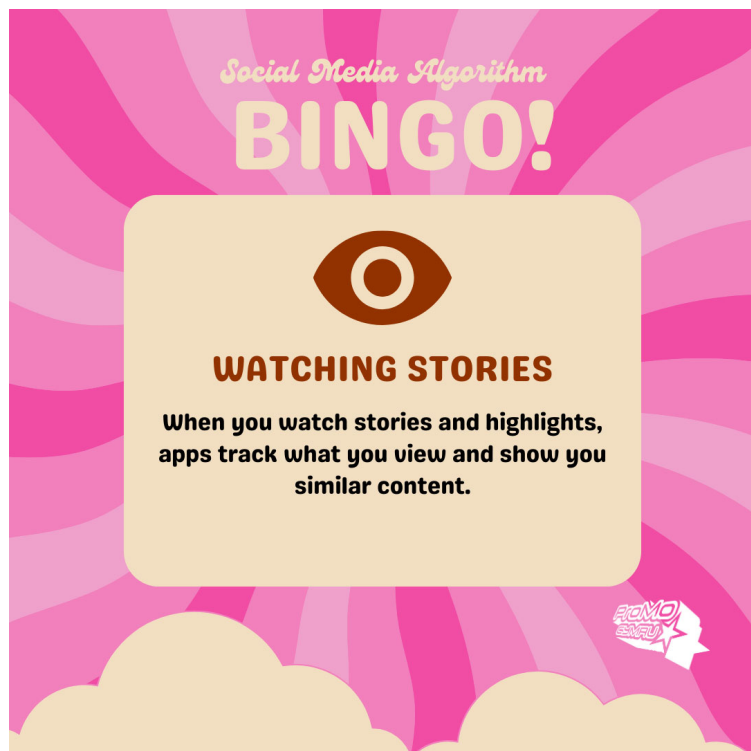 Social Media Algorithm
BINGO!
WATCHING STORIES
When you watch stories and highlights,
apps track what you view and show you
similar content.
PROMO
CYMRU